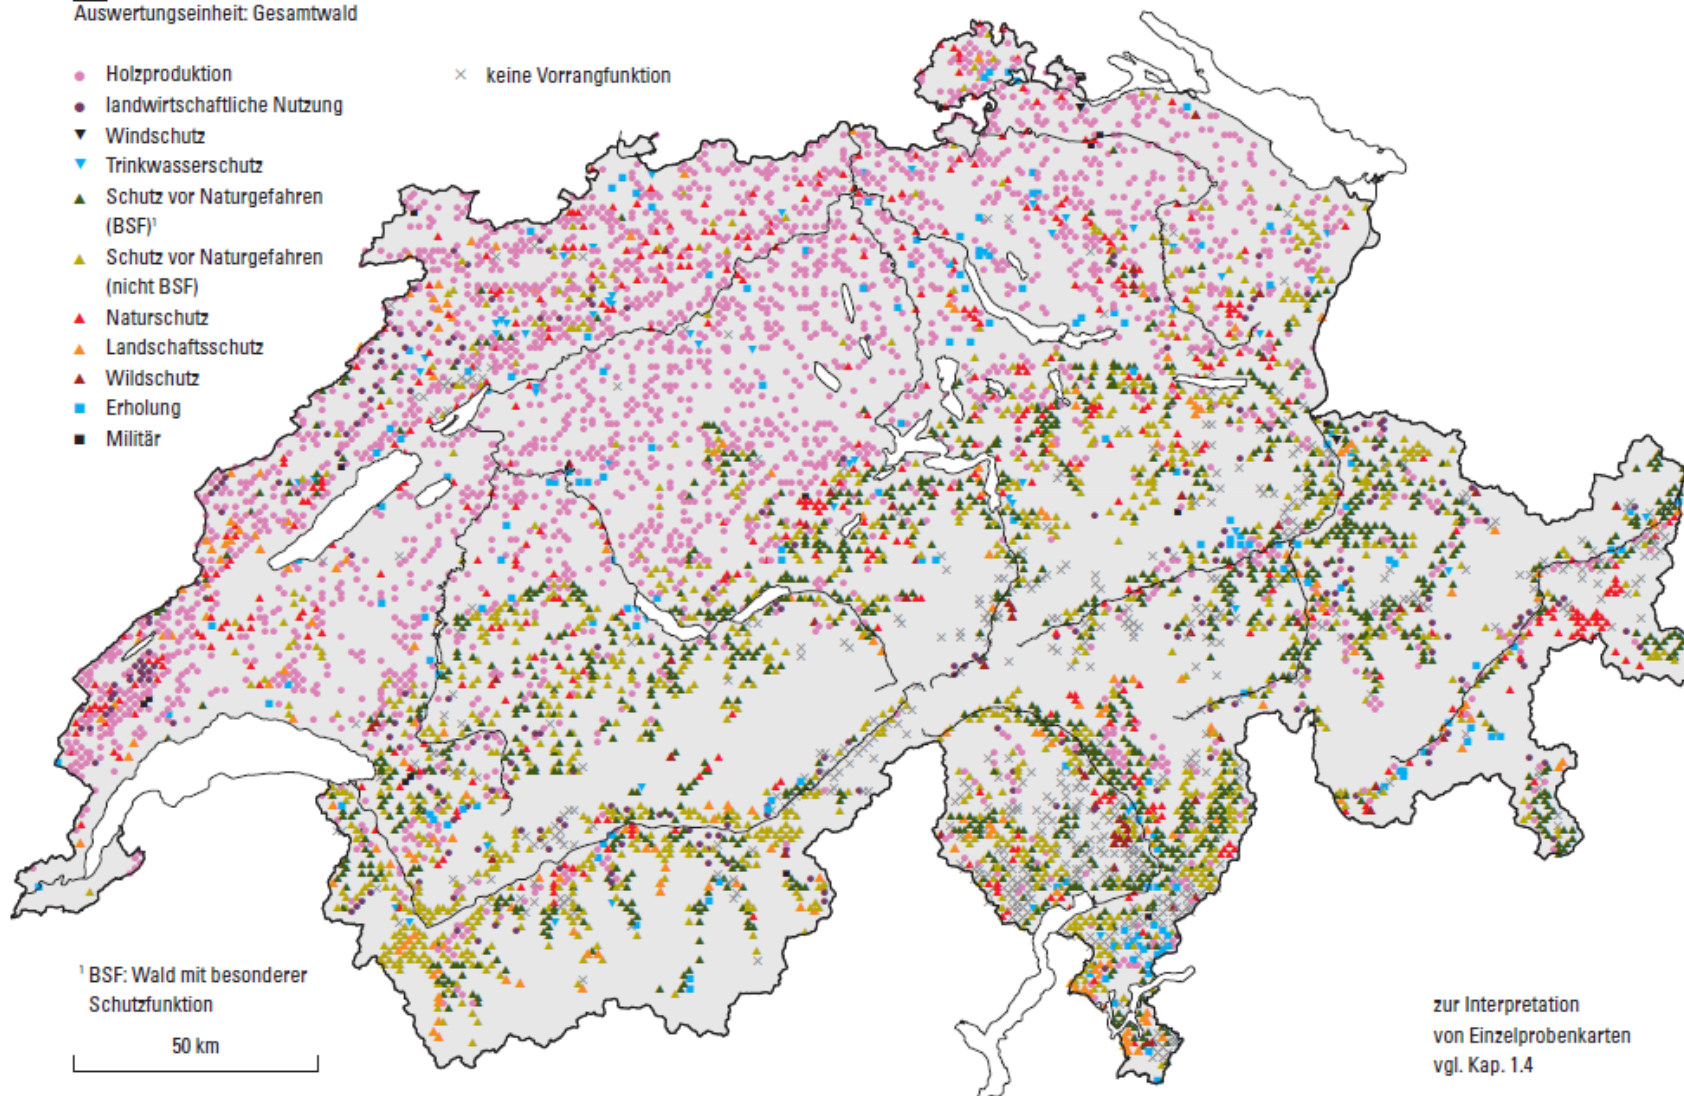 Auswertungseinheit: Gesamtwald
Holzproduktion
landwirtschaftliche Nutzung
Windschutz
Trinkwasserschutz
Schutz vor Naturgefahren
(BSF)¹
Schutz vor Naturgefahren
(nicht BSF)
Naturschutz
Landschaftsschutz
Wildschutz
Erholung
Militär
keine Vorrangfunktion
¹ BSF: Wald mit besonderer
Schutzfunktion
50 km
zur Interpretation
von Einzelprobenkarten
vgl. Kap. 1.4